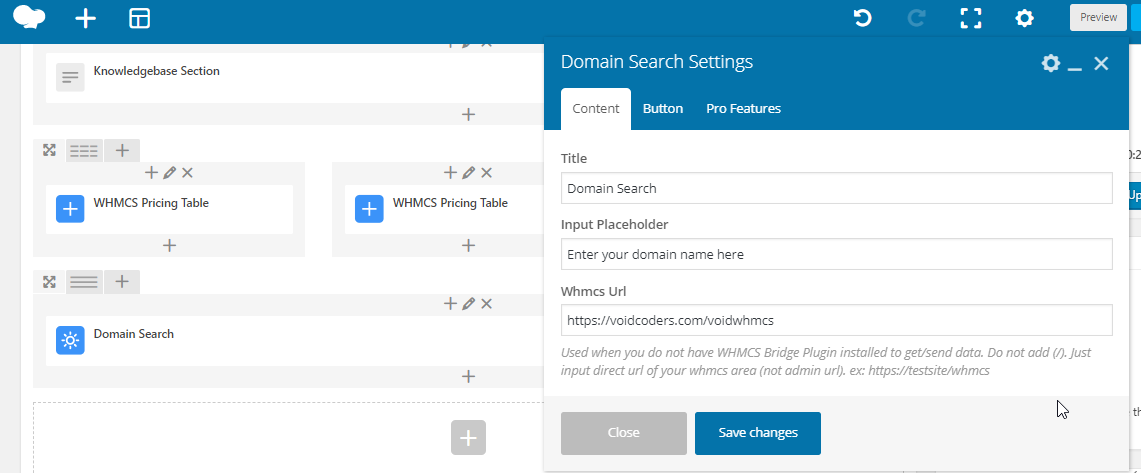 Preview
Knowledgebase Section
WHMCS Pricing Table
WHMCS Pricing Table
Domain Search
Domain Search Settings
Content
Button
Pro Features
Title
Domain Search
Input Placeholder
Enter your domain name here
Whmcs Url
https://voidcoders.com/voidwhmcs
Used when you do not have WHMCS Bridge Plugin installed to get/send data. Do not add (/). Just
input direct url of your whmcs area (not admin url). ex: https://testsite/whmcs
Close
Save changes